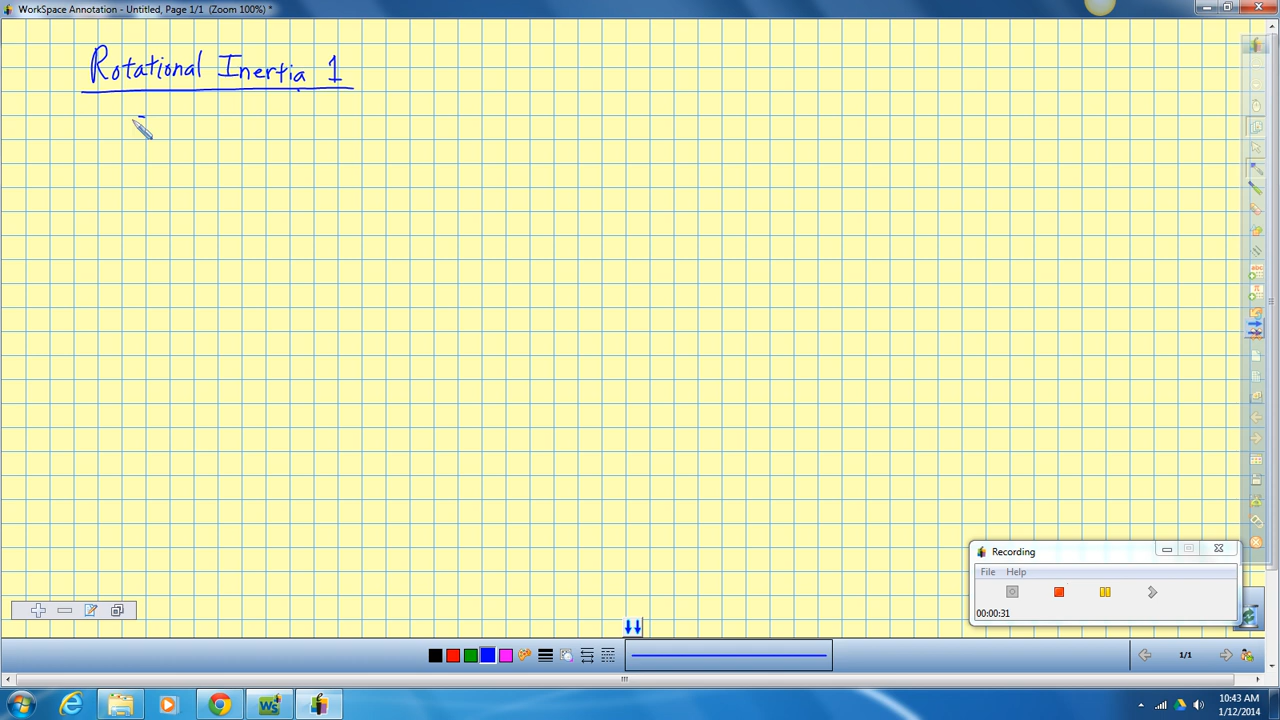 WorkSpace Annotation - Untitled, Page 1/1 (Zoom 100%) *
Rotational Inertia 1
Recording
File Help
00:00:31
1/1
10:43 AM
1/12/2014